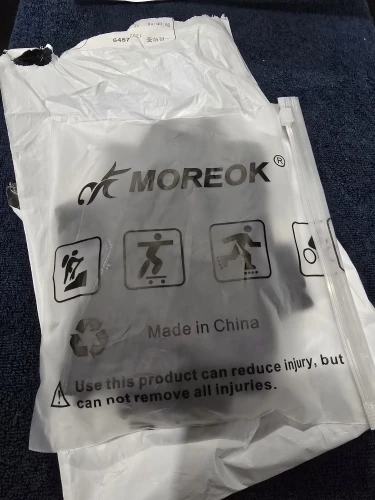 MOREOK®
Made in China
Use this product can reduce injury, but
can not remove all injuries.